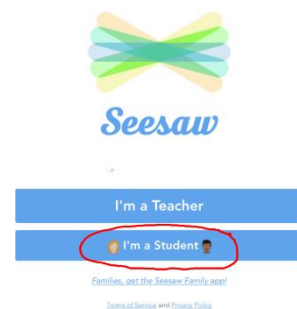 Seesaw
I'm a Teacher
I'm a Student
Families, get the Seesaw Family app!
Terms of Service and Privacy Policy